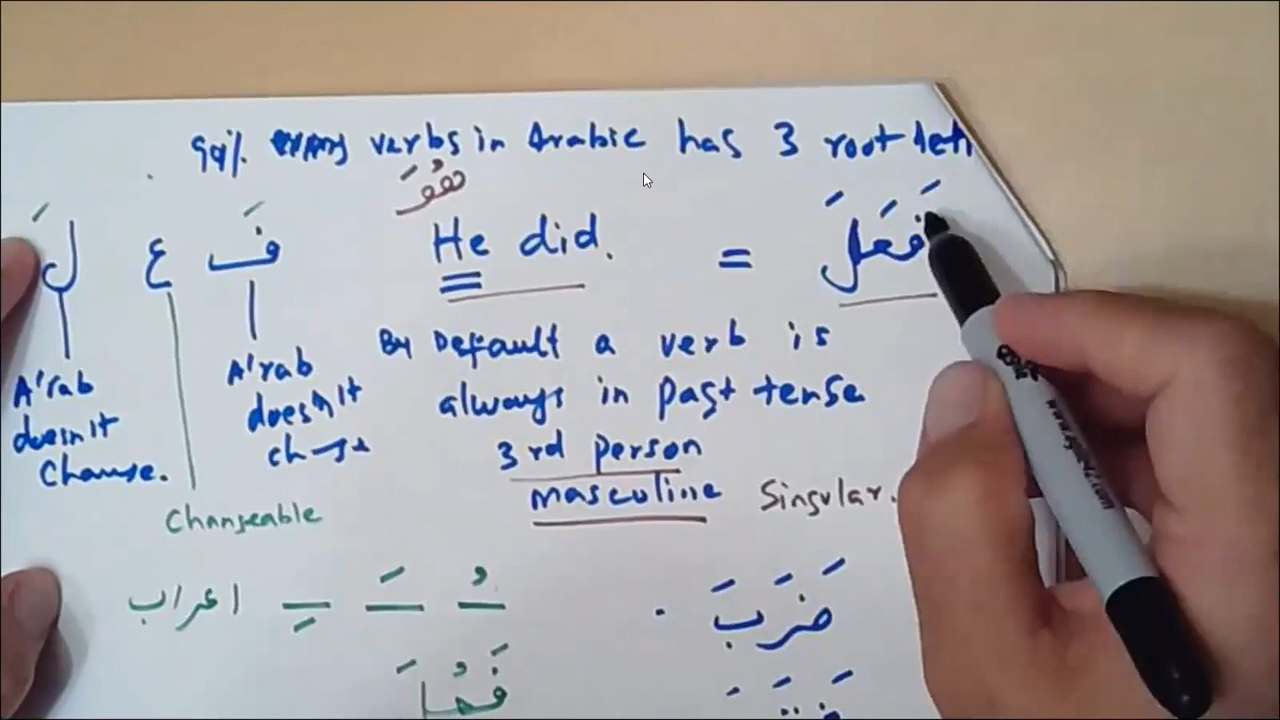 99% verbs in Arabic has 3 root
هُوَ
He did. = فَعَلَ
فَ ع لَ
A'rab doesn't change.
A'rab doesn't
Changeable
By Default a verb is
always in past tense
3rd person
masculine Singular.
اعراب
ضَرَبَ